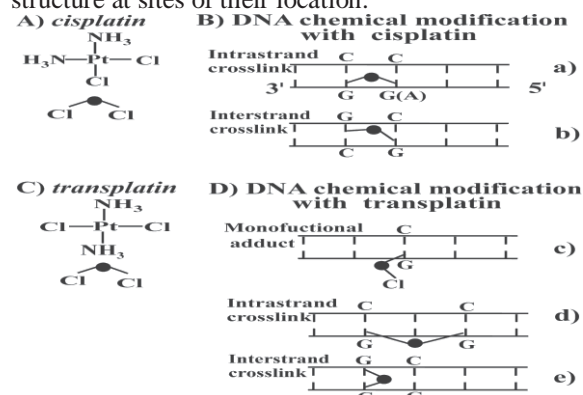 structure at sites of their location.
A) cisplatin
NH3
H3N—Pt—Cl
Cl
Cl Cl
B) DNA chemical modification
with cisplatin
Intrastrand
crosslink
C C
3' 5'
G G(A)
a)
Interstrand
crosslink
G C
C G
b)
C) transplatin
NH3
Cl—Pt—Cl
NH3
Cl Cl
D) DNA chemical modification
with transplatin
Monofuctional
adduct
C
G
Cl
c)
Intrastrand
crosslink
C C
G G
d)
Interstrand
crosslink
G C
e)